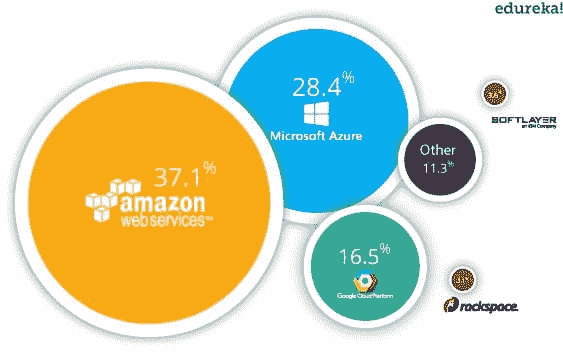 edureka!
28.4%
Microsoft Azure
37.1%
amazon
webservices™
SOFTLAYER
an IBM Company
Other
11.3%
16.5%
Google Cloud Platform
rackspace.